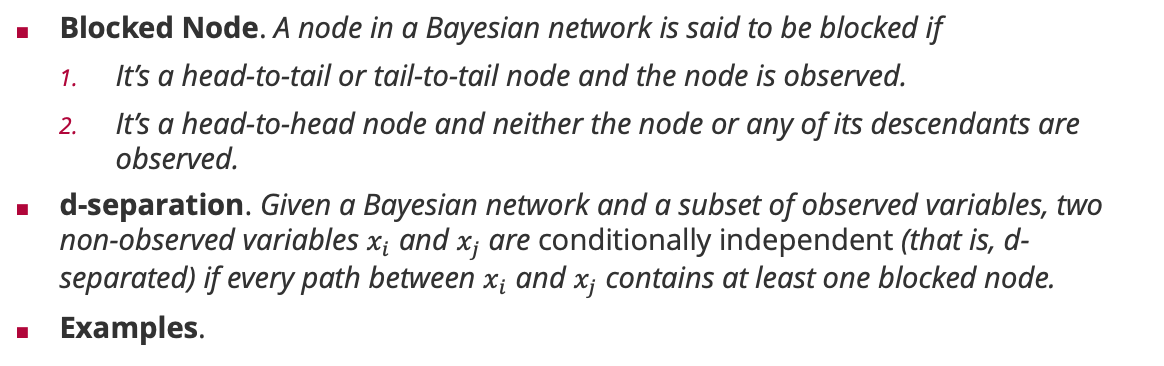 ▪ Blocked Node. A node in a Bayesian network is said to be blocked if
1. It's a head-to-tail or tail-to-tail node and the node is observed.
2. It's a head-to-head node and neither the node or any of its descendants are
observed.
▪ d-separation. Given a Bayesian network and a subset of observed variables, two
non-observed variables xᵢ and xⱼ are conditionally independent (that is, d-
separated) if every path between xᵢ and xⱼ contains at least one blocked node.
▪ Examples.